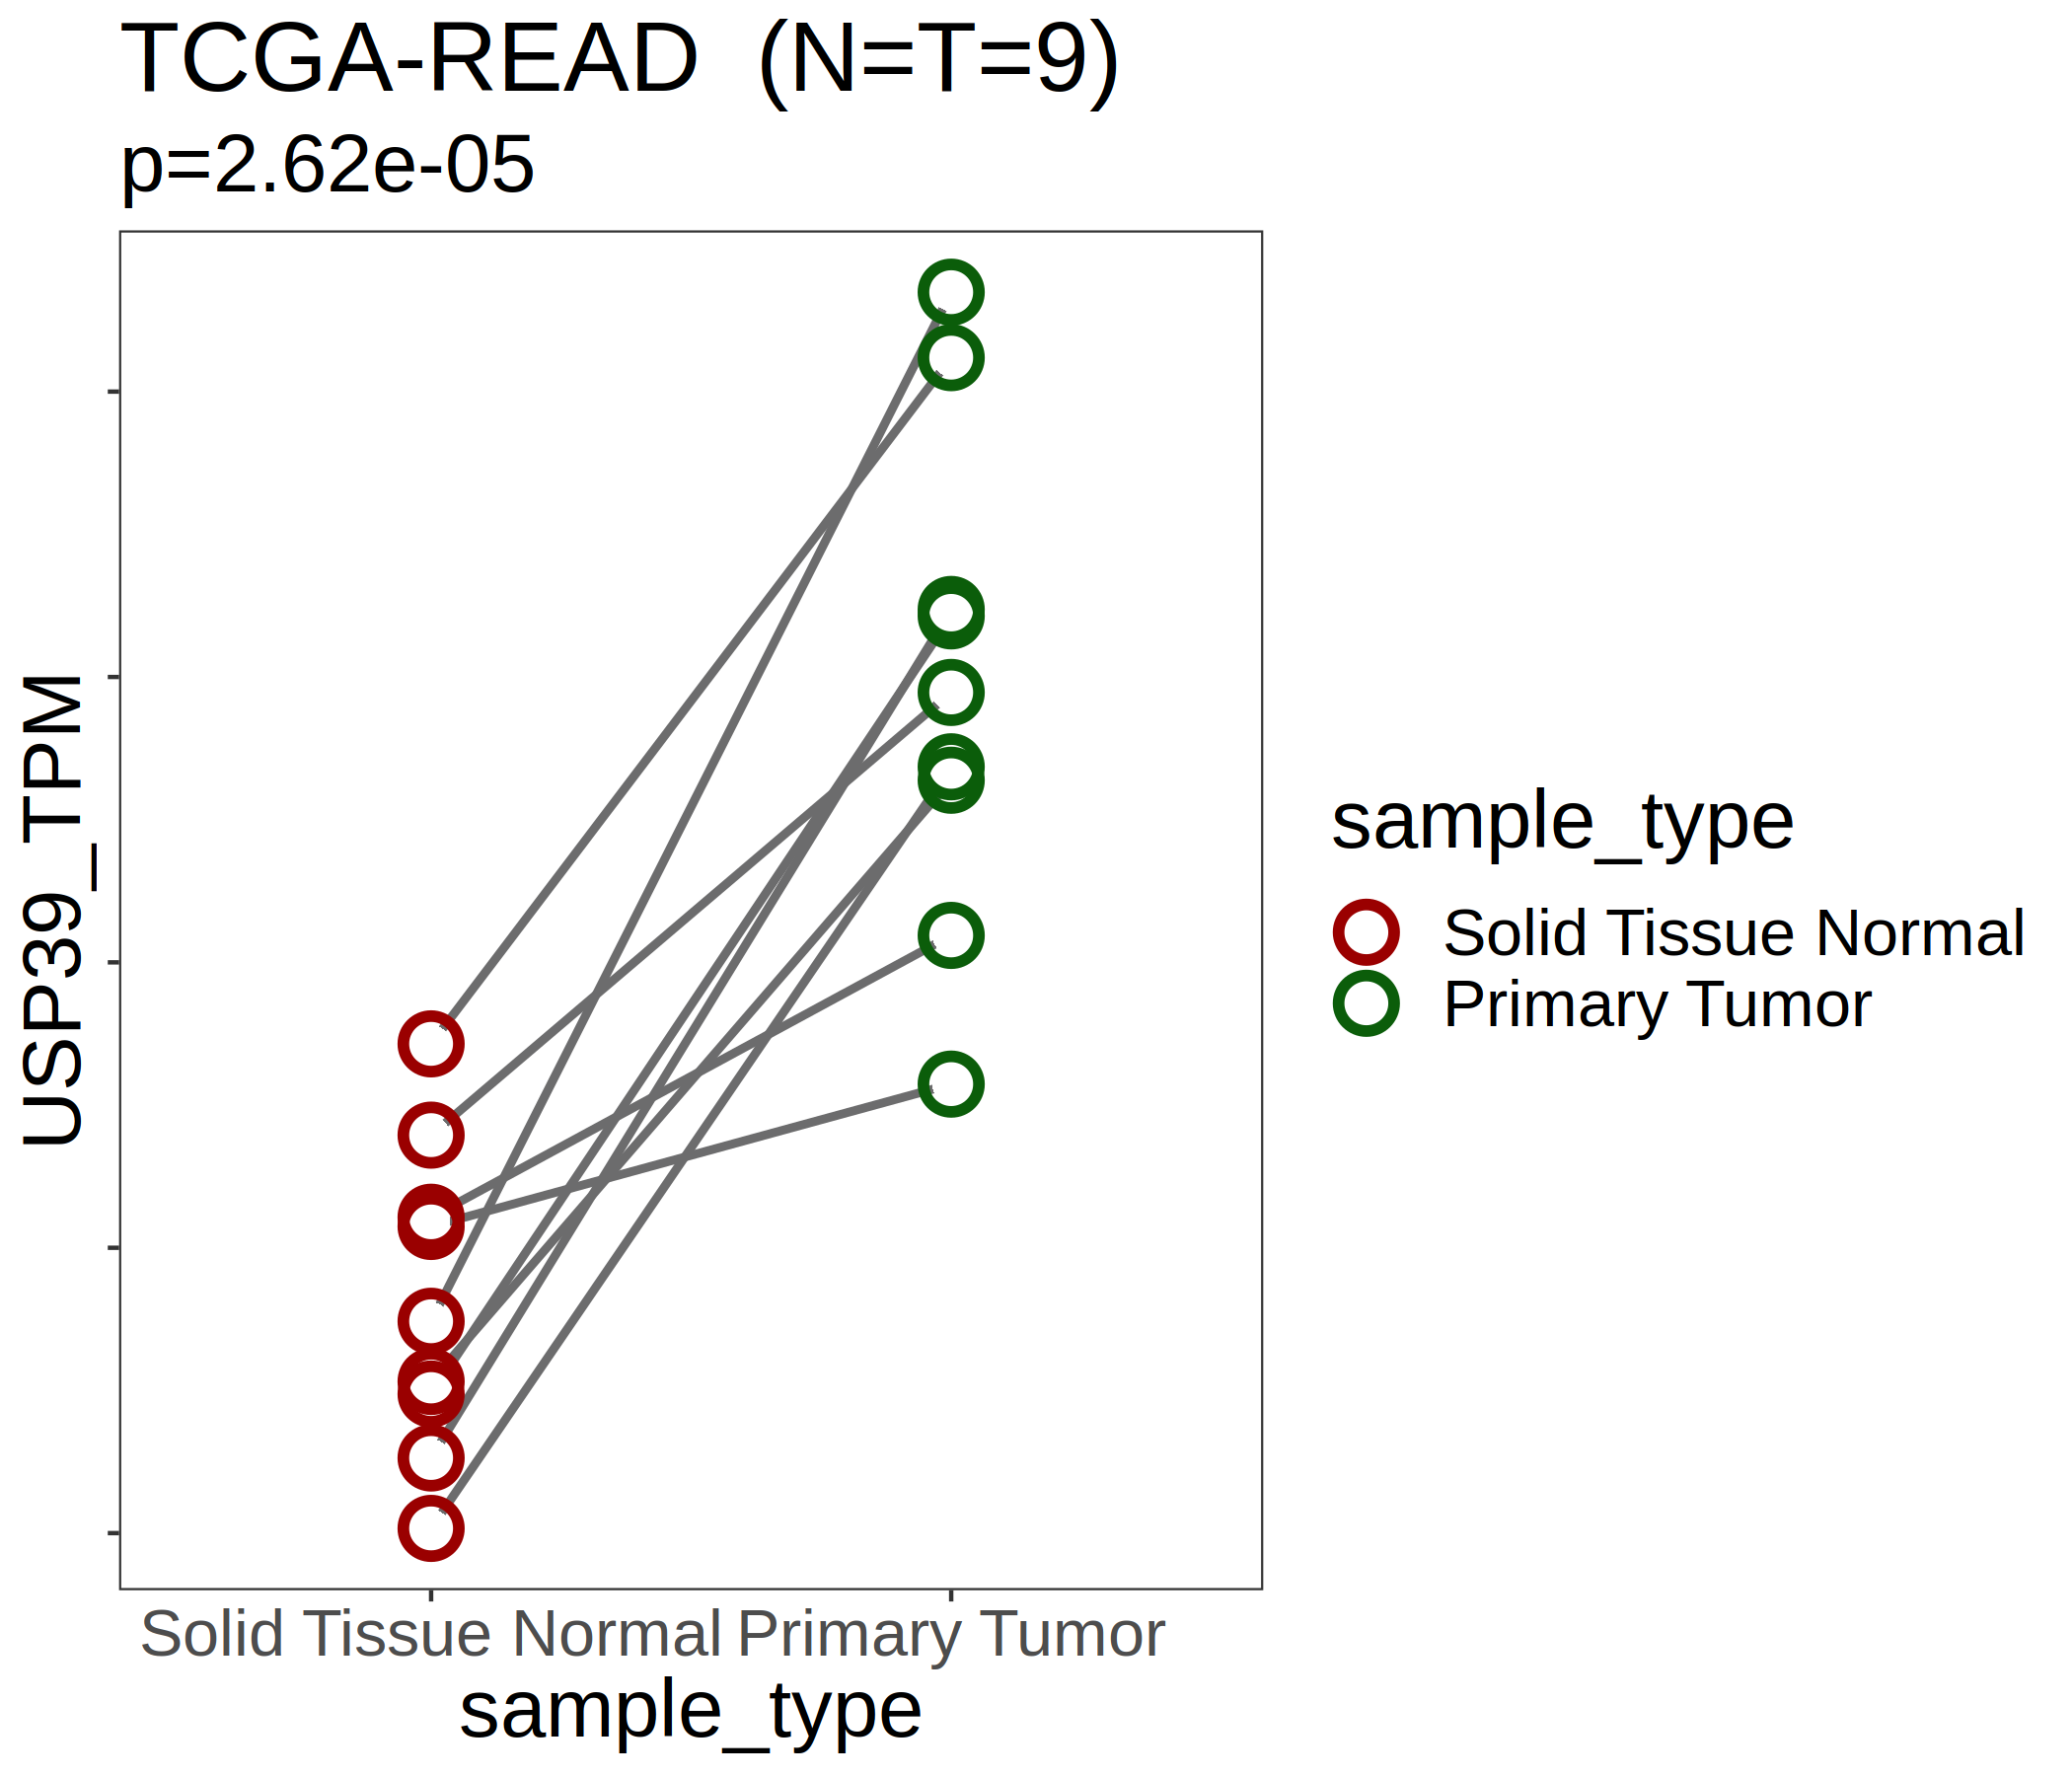 TCGA-READ  (N=T=9)
p=2.62e-05
USP39_TPM
Solid Tissue Normal
Primary Tumor
sample_type
sample_type
Solid Tissue Normal
Primary Tumor